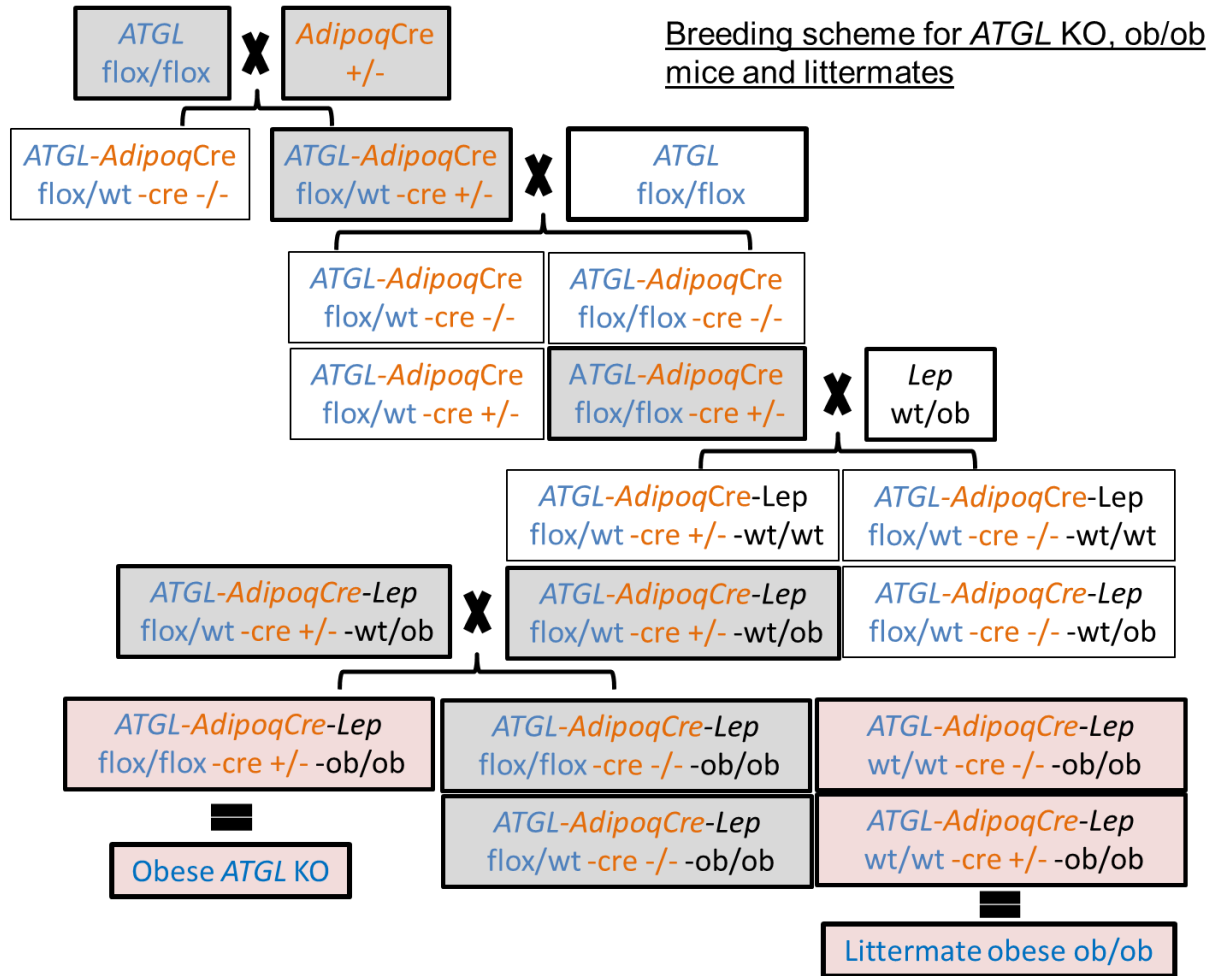 Breeding scheme for ATGL KO, ob/ob
mice and littermates
ATGL
flox/flox
AdipoqCre
+/-
ATGL-AdipoqCre
flox/wt -cre -/-
ATGL-AdipoqCre
flox/wt -cre +/-
ATGL
flox/flox
ATGL-AdipoqCre
flox/wt -cre -/-
ATGL-AdipoqCre
flox/flox -cre -/-
ATGL-AdipoqCre
flox/wt -cre +/-
ATGL-AdipoqCre
flox/flox -cre +/-
Lep
wt/ob
ATGL-AdipoqCre-Lep
flox/wt -cre +/- -wt/wt
ATGL-AdipoqCre-Lep
flox/wt -cre -/- -wt/wt
ATGL-AdipoqCre-Lep
flox/wt -cre +/- -wt/ob
ATGL-AdipoqCre-Lep
flox/wt -cre +/- -wt/ob
ATGL-AdipoqCre-Lep
flox/wt -cre -/- -wt/ob
ATGL-AdipoqCre-Lep
flox/flox -cre +/- -ob/ob
ATGL-AdipoqCre-Lep
flox/flox -cre -/- -ob/ob
ATGL-AdipoqCre-Lep
wt/wt -cre -/- -ob/ob
ATGL-AdipoqCre-Lep
flox/wt -cre -/- -ob/ob
ATGL-AdipoqCre-Lep
wt/wt -cre +/- -ob/ob
Obese ATGL KO
Littermate obese ob/ob